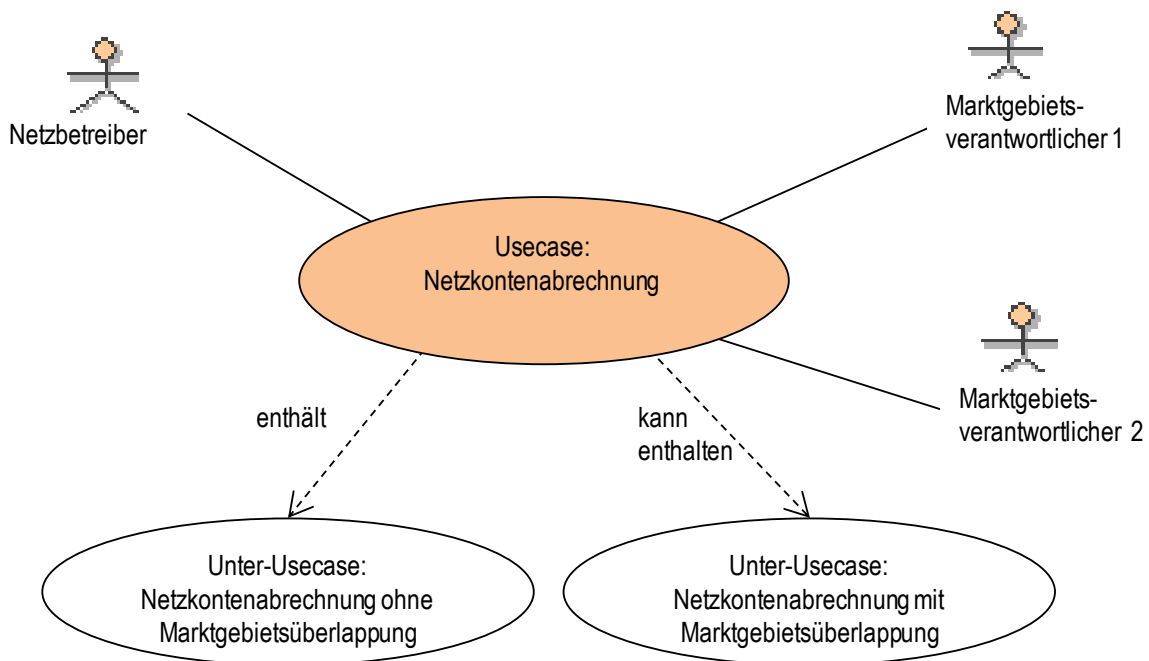 Netzbetreiber
Marktgebiets-
verantwortlicher 1
Usecase:
Netzkontenabrechnung
Marktgebiets-
verantwortlicher 2
enthält
kann
enthalten
Unter-Usecase:
Netzkontenabrechnung ohne
Marktgebietsüberlappung
Unter-Usecase:
Netzkontenabrechnung mit
Marktgebietsüberlappung